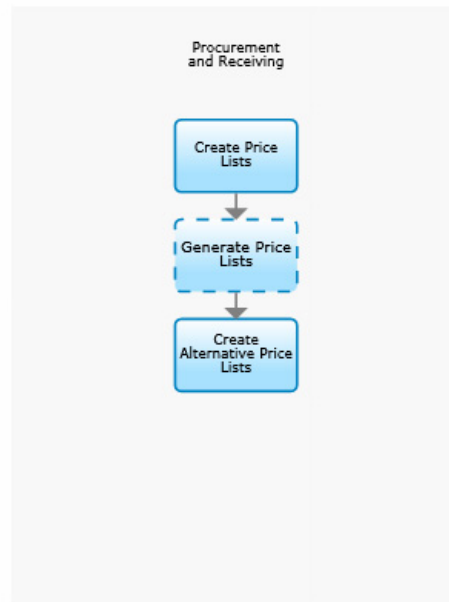 Procurement
and Receiving
Create Price
Lists
Generate Price
Lists
Create
Alternative Price
Lists